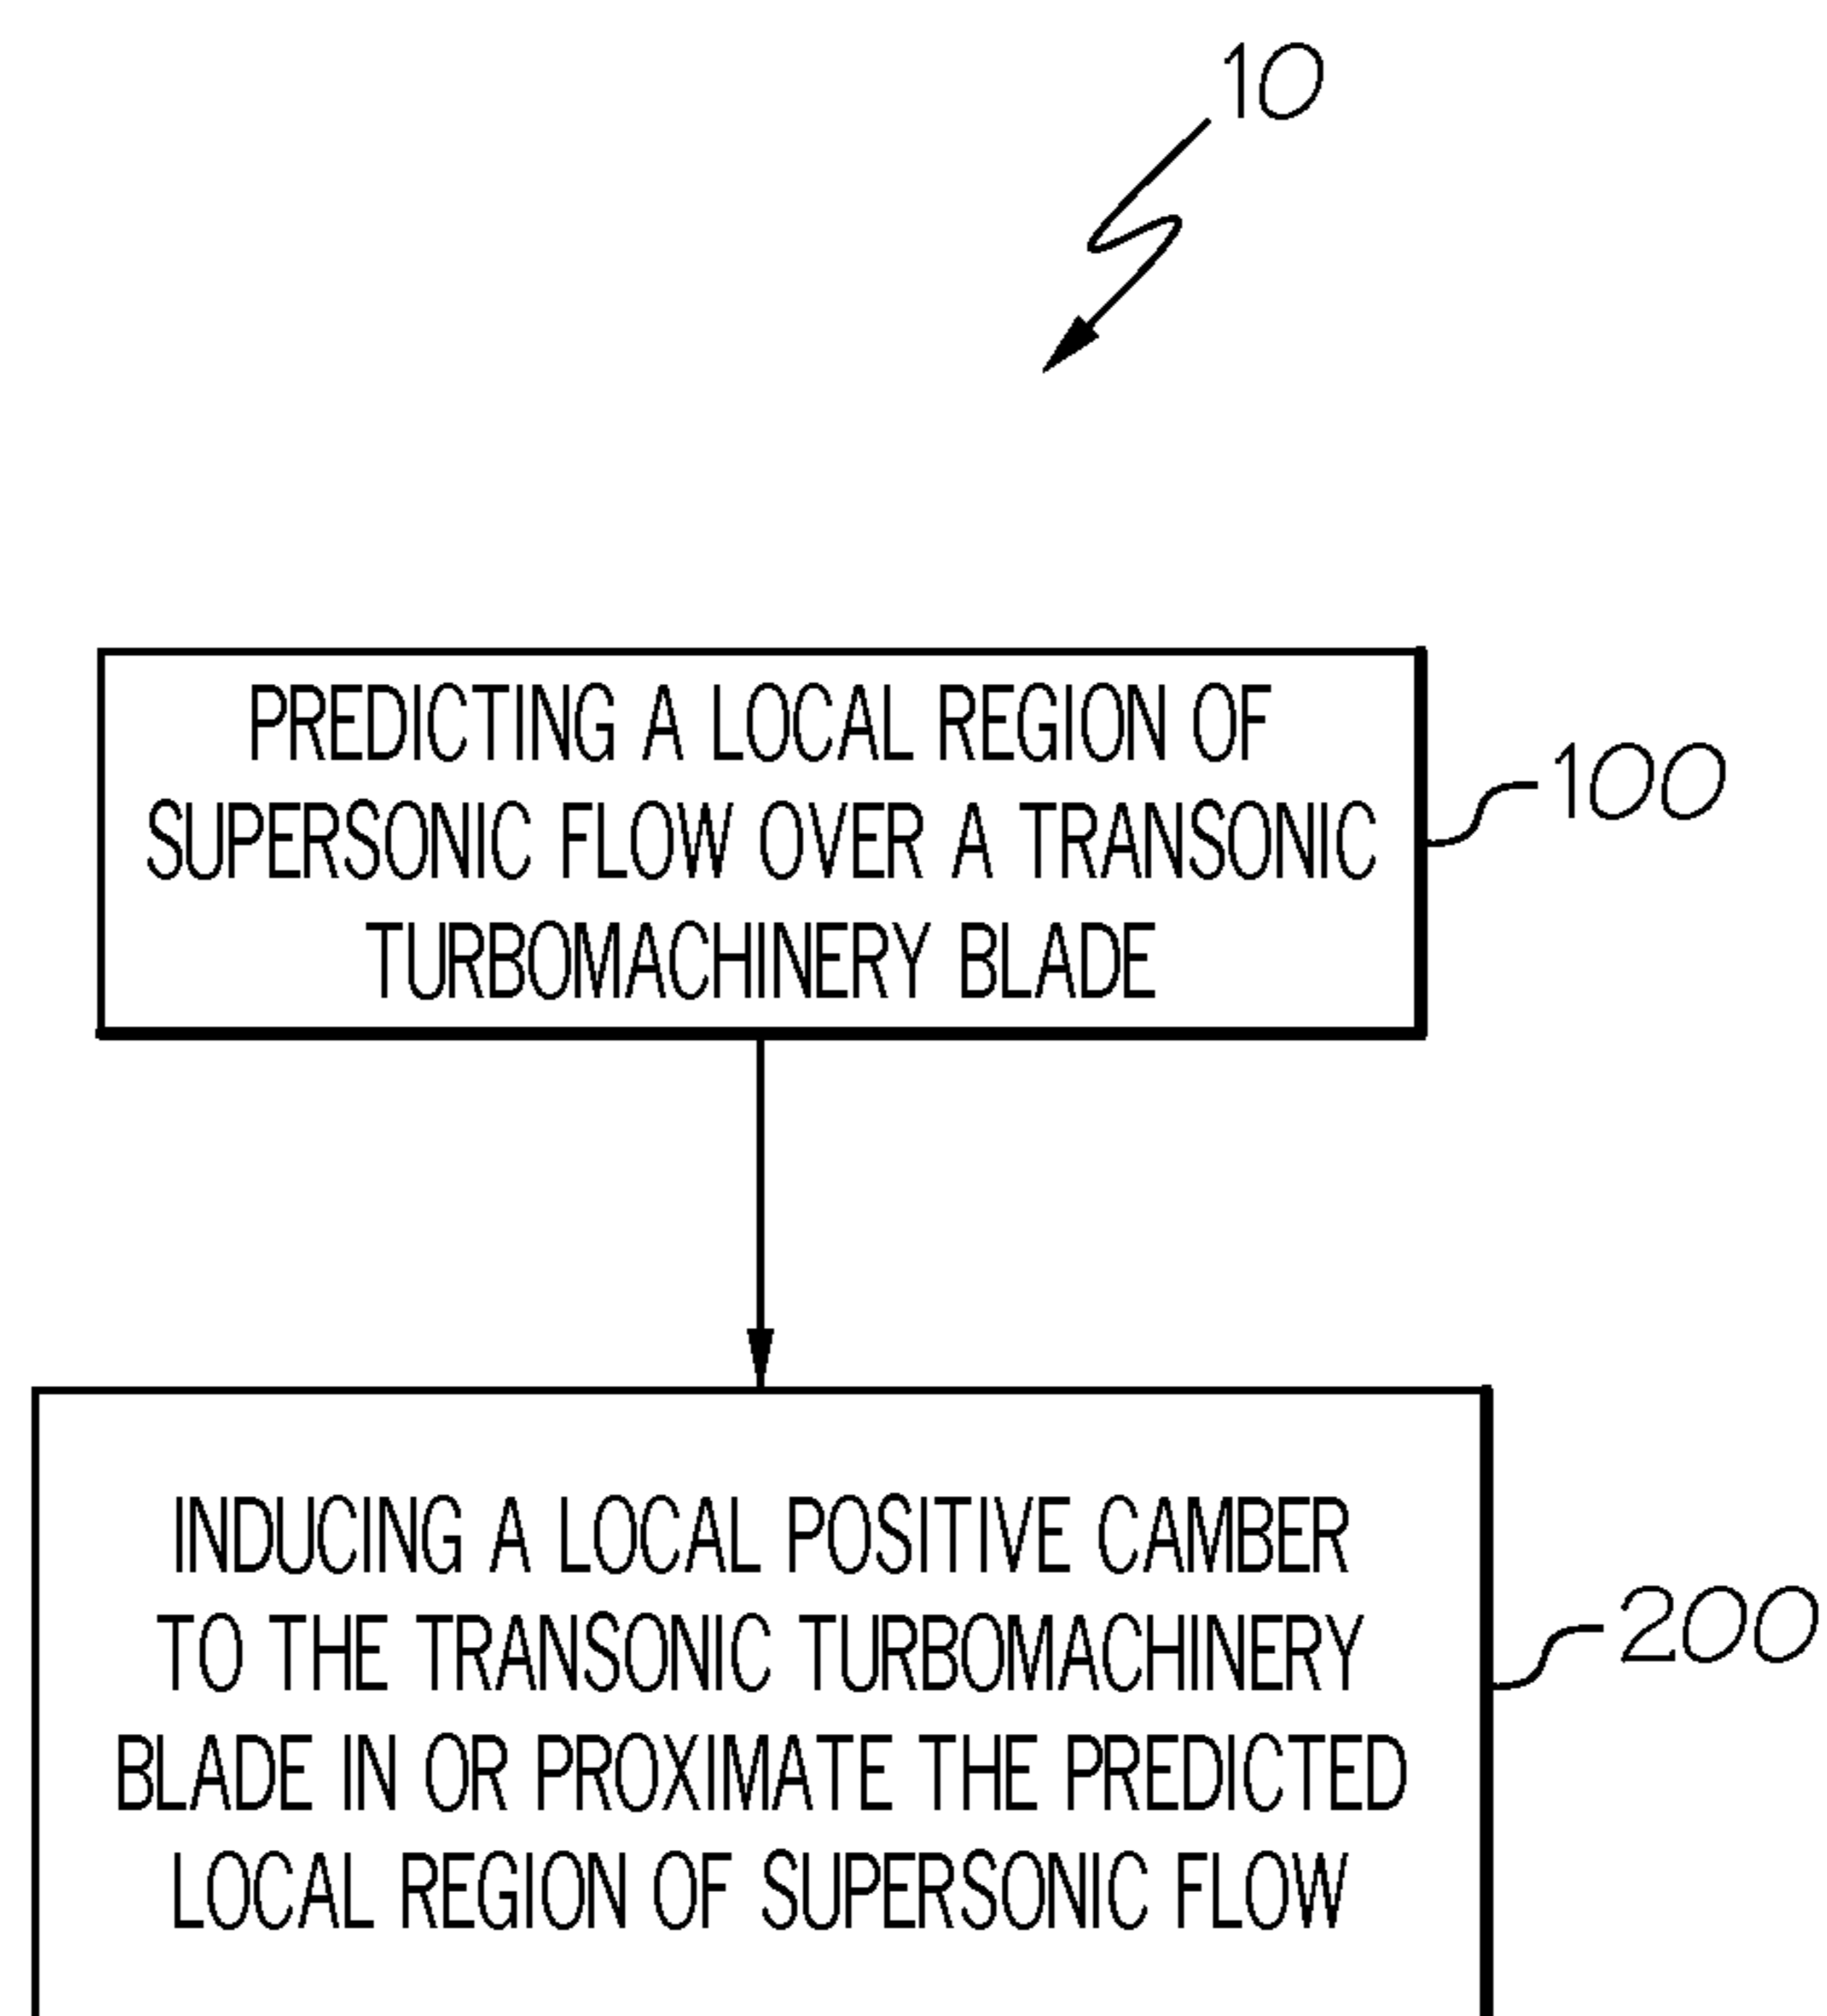 10
PREDICTING A LOCAL REGION OF
SUPERSONIC FLOW OVER A TRANSONIC
TURBOMACHINERY BLADE
100
INDUCING A LOCAL POSITIVE CAMBER
TO THE TRANSONIC TURBOMACHINERY
BLADE IN OR PROXIMATE THE PREDICTED
LOCAL REGION OF SUPERSONIC FLOW
200